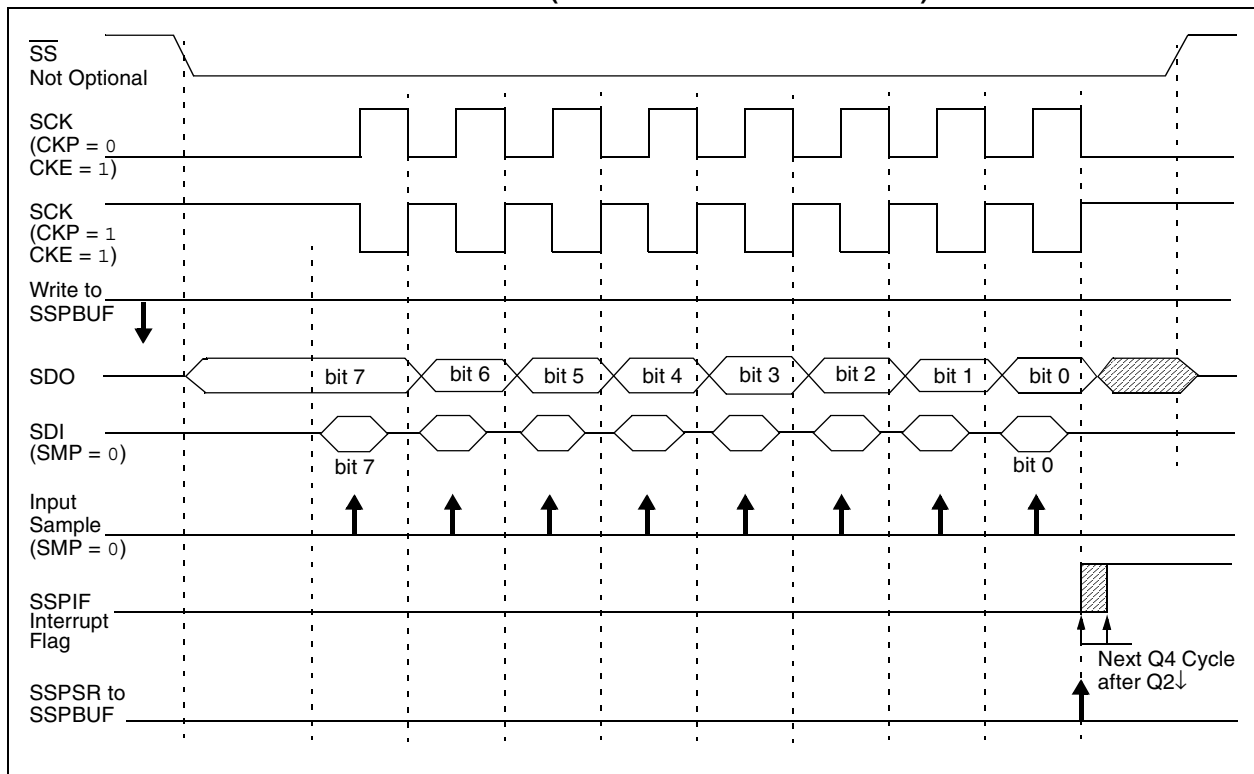 SS
Not Optional
SCK
(CKP = 0
CKE = 1)
SCK
(CKP = 1
CKE = 1)
Write to
SSPBUF
SDO
bit 7 bit 6 bit 5 bit 4 bit 3 bit 2 bit 1 bit 0
SDI
(SMP = 0)
bit 7 bit 0
Input
Sample
(SMP = 0)
SSPIF
Interrupt
Flag
Next Q4 Cycle
after Q2↓
SSPSR to
SSPBUF